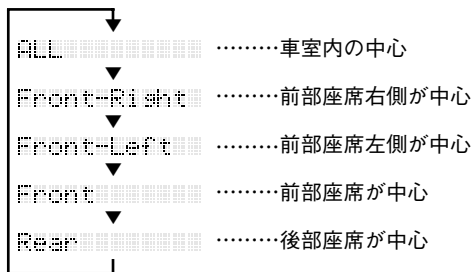 ALL ………車室内の中心
Front-Right ………前部座席右側が中心
Front-Left ………前部座席左側が中心
Front ………前部座席が中心
Rear ………後部座席が中心